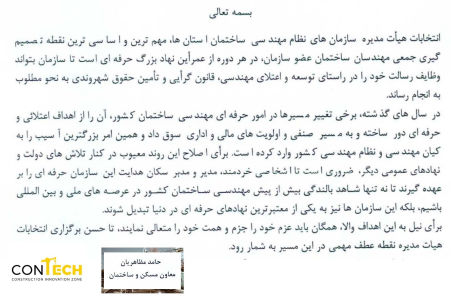 بسمه تعالی
انتخابات هیأت مدیره سازمان های نظام مهندسی ساختمان استان ها، مهم ترین و اساسی ترین نقطه تصمیم
گیری جمعی مهندسان ساختمان عضو سازمان، در هر دوره از عمر این نهاد بزرگ حرفه ای است تا سازمان بتواند
وظایف رسالت خود را در راستای توسعه و اعتلای مهندسی، قانون گرآیی و تأمین حقوق شهروندی به نحو مطلوب
به انجام رساند.
در سال های گذشته، برخی تغییر مسیرها در امور حرفه ای مهندسی ساختمان کشور، آن را از اهداف اعتلائی و
حرفه ای دور ساخته و به مسیر صنفی و اولویت های مالی و اداری سوق داد و همین امر بزرگترین آسیب را به
کیان مهندسی و نظام مهندسی کشور وارد کرده است. برای اصلاح این روند معیوب در کنار تلاش های دولت و
نهادهای عمومی دیگر، ضروری است تا اشخاصی خردمند، مدیر و مدبر سکان هدایت این سازمان حرفه ای را بر
عهده گیرند تا نه تنها شاهد بالندگی بیش از پیش مهندسی ساختمان کشور در عرصه های ملی و بین المللی
باشیم، بلکه این سازمان ها نیز به یکی از معتبرترین نهادهای حرفه ای در دنیا تبدیل شوند.
برای نیل به این اهداف والا، همگان باید عزم خود را جزم و همت خود را متعالی نمایند، تا حسن برگزاری انتخابات
هیات مدیره نقطه عطف مهمی در این مسیر به شمار رود.
حامد مظاهریان
معاون مسکن و ساختمان
CONTECH
CONSTRUCTION INNOVATION ZONE